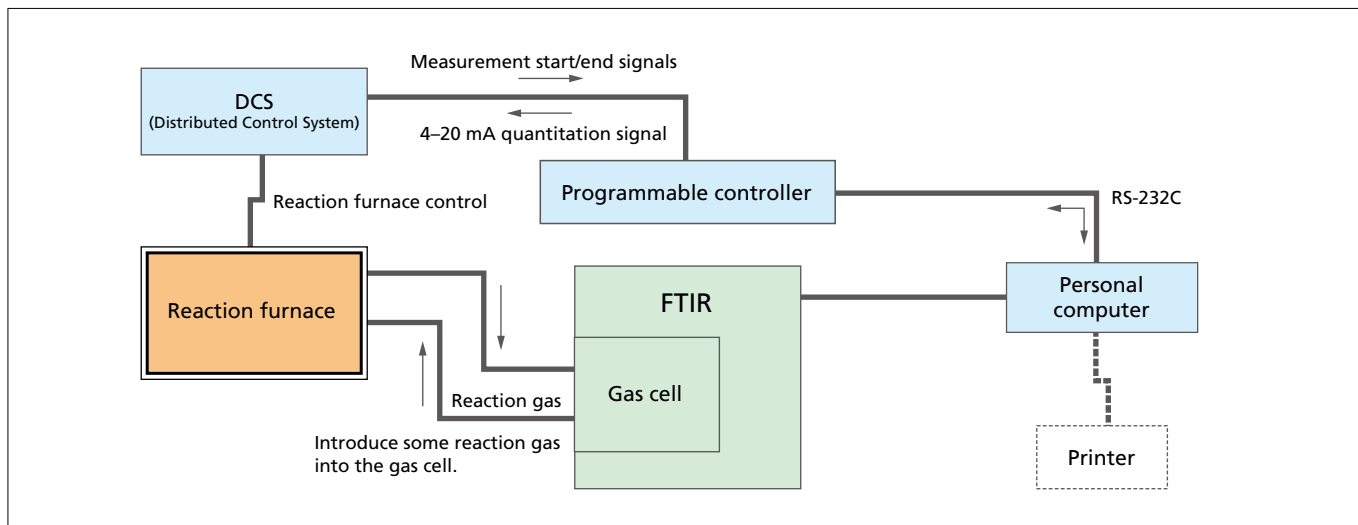 Measurement start/end signals
DCS
(Distributed Control System)
4–20 mA quantitation signal
Programmable controller
RS-232C
Reaction furnace control
Reaction furnace
FTIR
Personal
computer
Gas cell
Reaction gas
Introduce some reaction gas
into the gas cell.
Printer